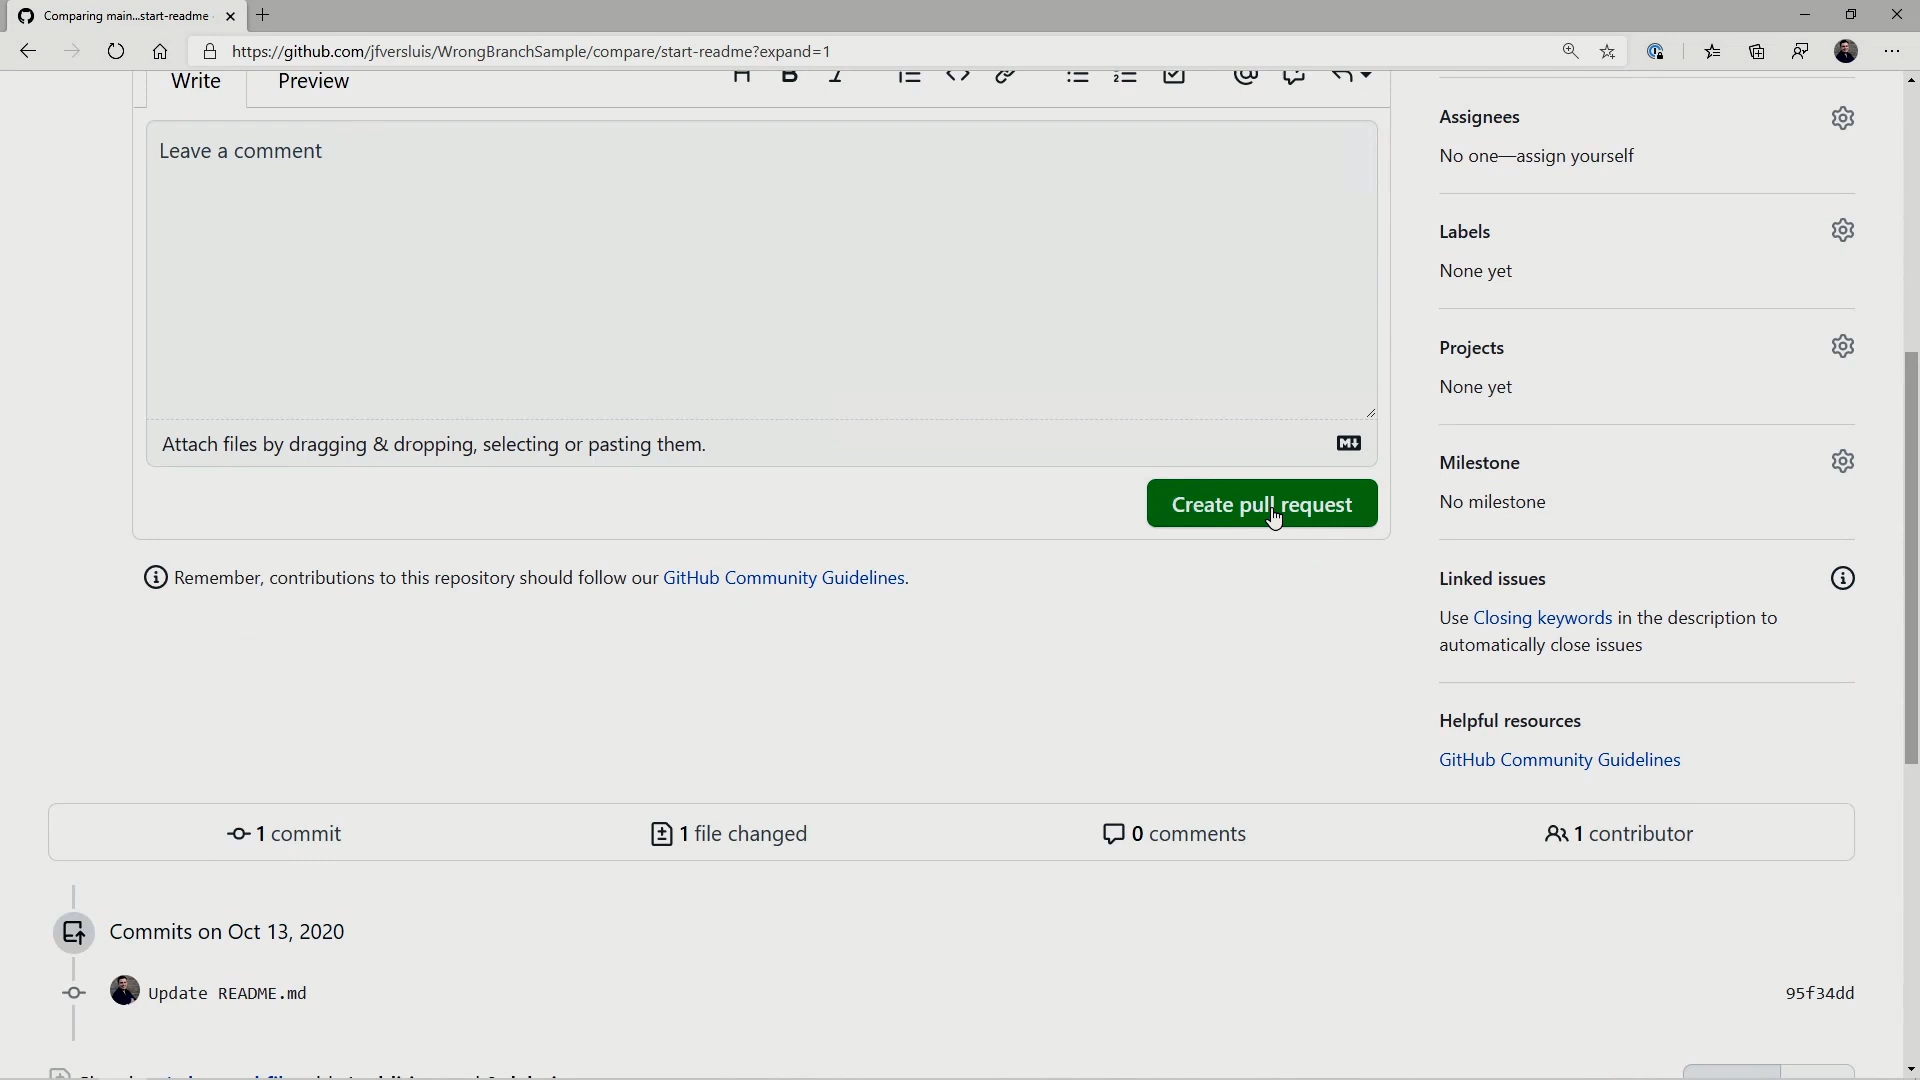 Comparing main...start-readme
https://github.com/jfversluis/WrongBranchSample/compare/start-readme?expand=1
Write
Preview
Leave a comment
Attach files by dragging & dropping, selecting or pasting them.
Create pull request
Remember, contributions to this repository should follow our GitHub Community Guidelines.
Assignees
No one—assign yourself
Labels
None yet
Projects
None yet
Milestone
No milestone
Linked issues
Use Closing keywords in the description to
automatically close issues
Helpful resources
GitHub Community Guidelines
1 commit
1 file changed
0 comments
1 contributor
Commits on Oct 13, 2020
Update README.md
95f34dd